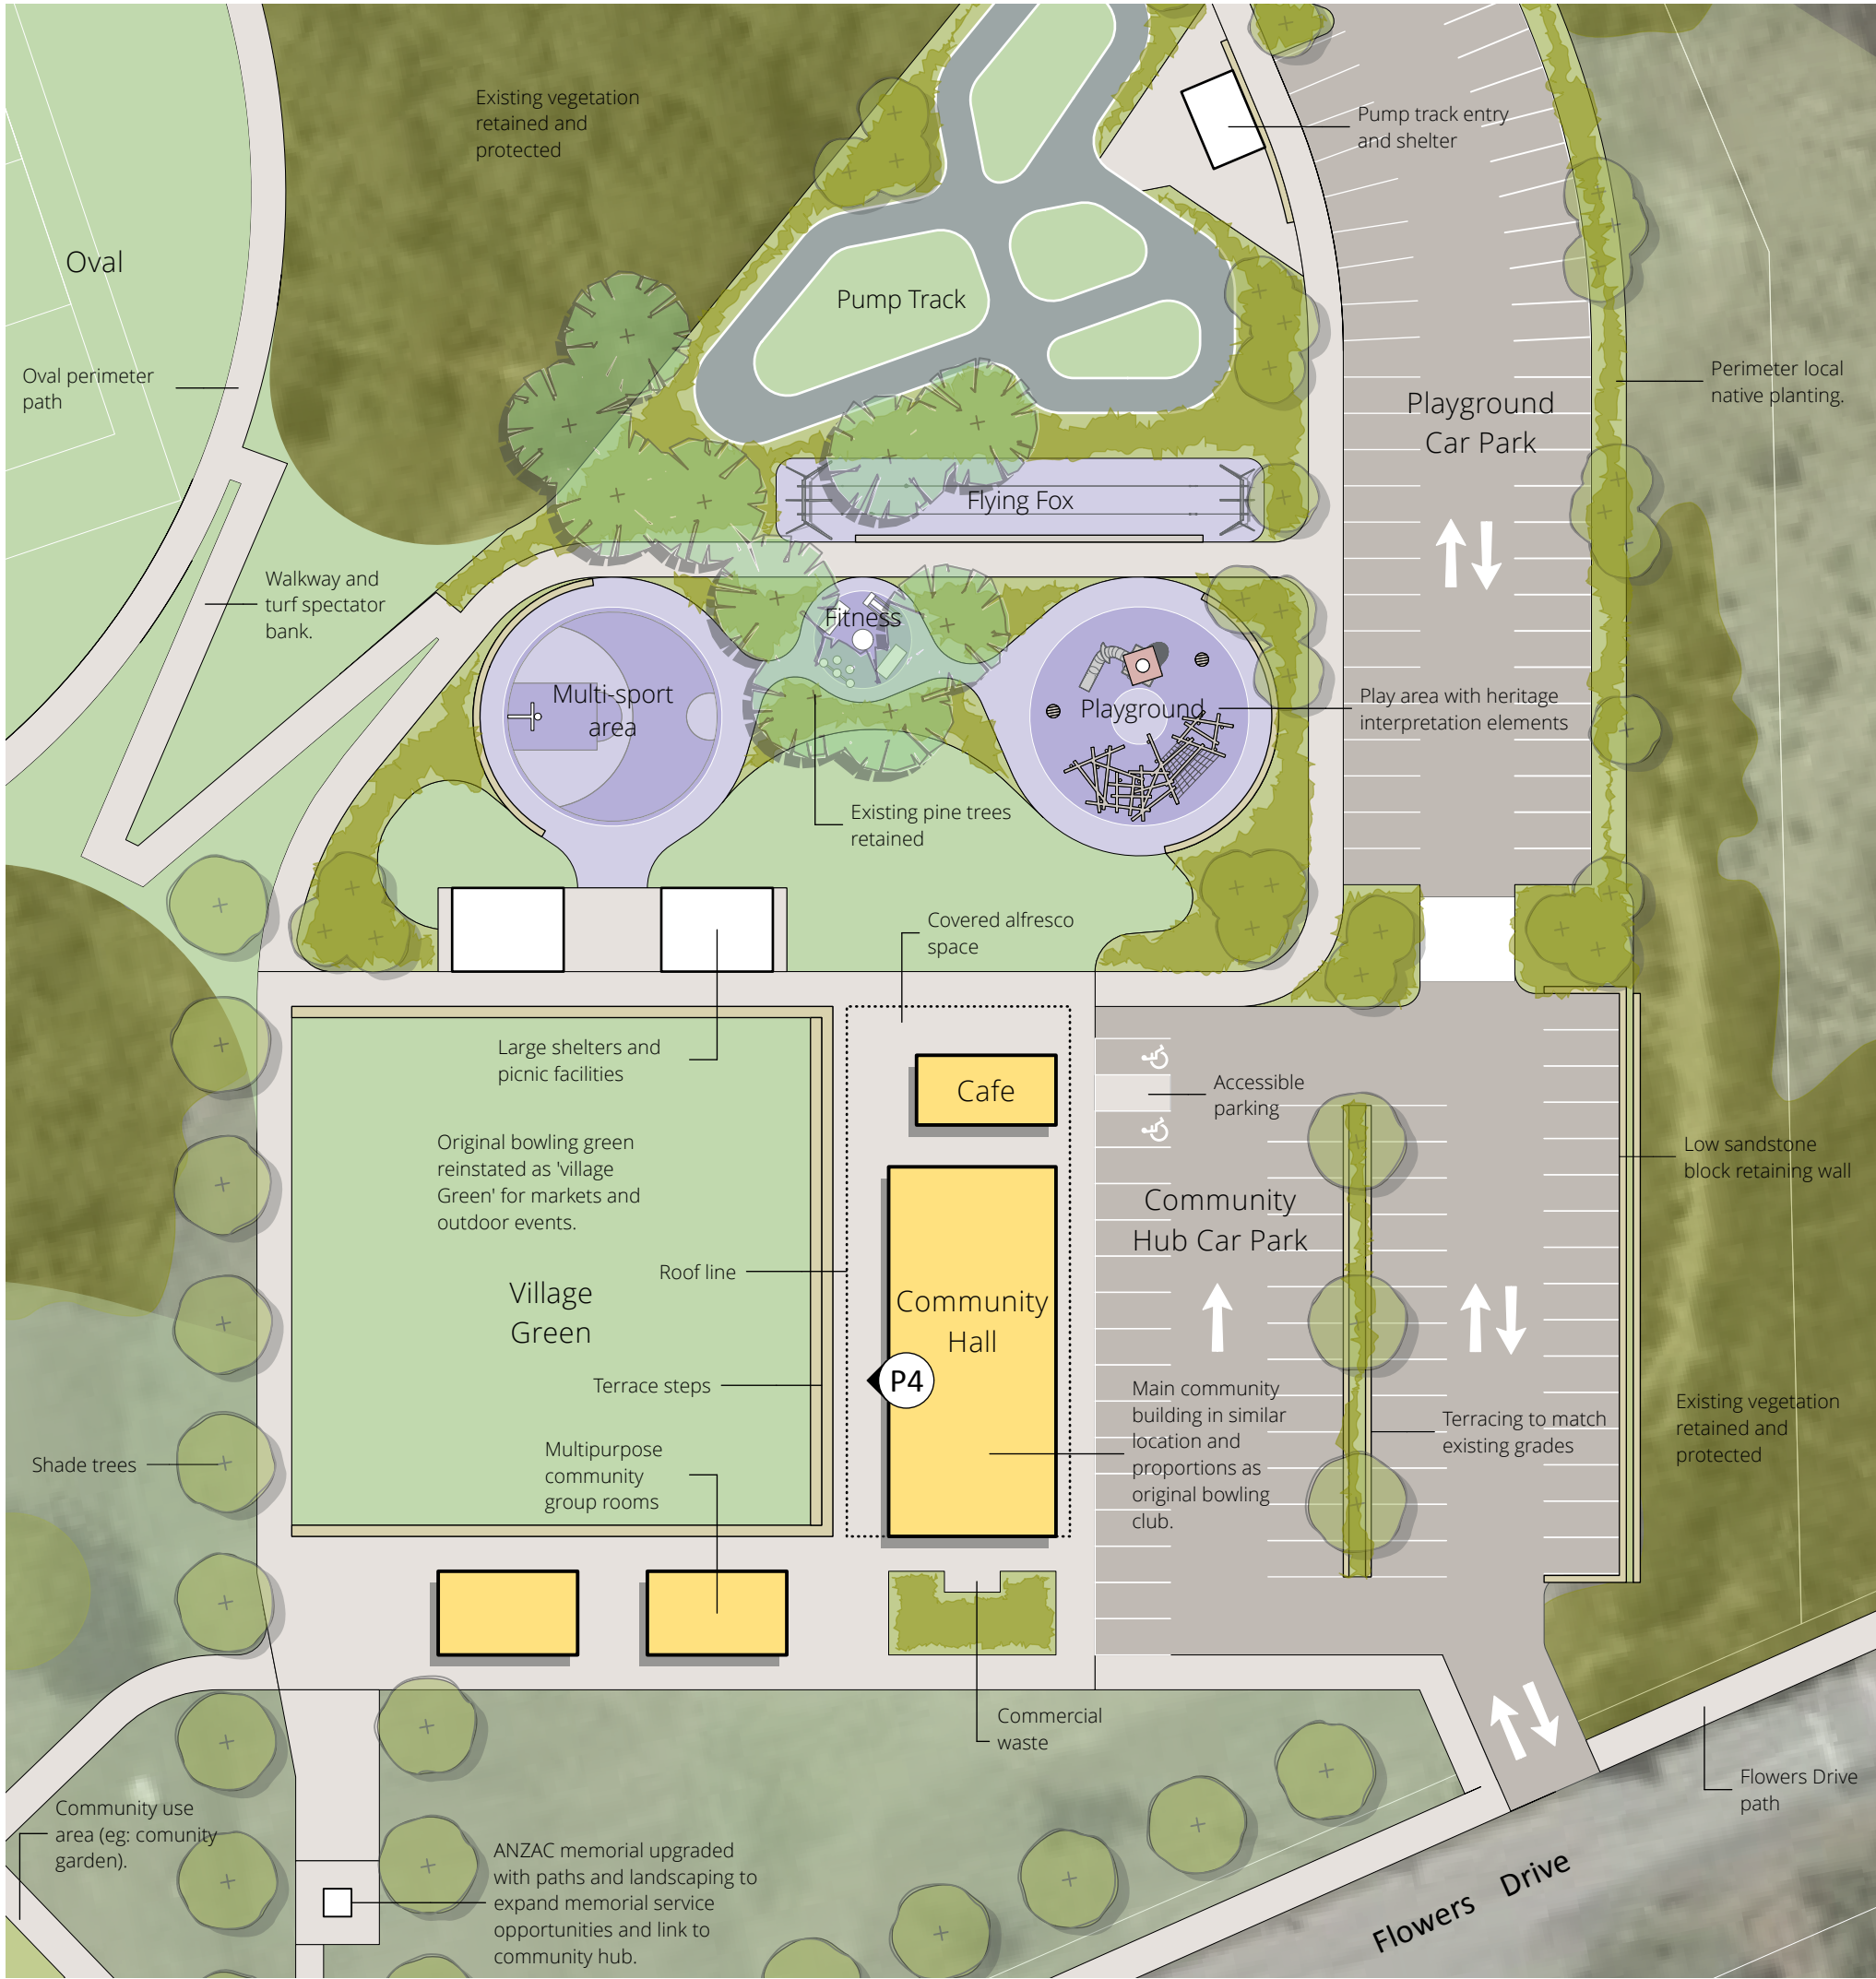 Existing vegetation
retained and
protected
Pump track entry
and shelter
Oval
Pump Track
Oval perimeter
path
Perimeter local
native planting.
Playground
Car Park
Flying Fox
Walkway and
turf spectator
bank.
Fitness
Multi-sport
area
Playground
Play area with heritage
interpretation elements
Existing pine trees
retained
Covered alfresco
space
Large shelters and
picnic facilities
Cafe
Accessible
parking
Original bowling green
reinstated as 'village
Green' for markets and
outdoor events.
Low sandstone
block retaining wall
Community
Hub Car Park
Roof line
Village
Green
Community
Hall
Terrace steps
P4
Main community
building in similar
location and
proportions as
original bowling
club.
Terracing to match
existing grades
Existing vegetation
retained and
protected
Shade trees
Multipurpose
community
group rooms
Commercial
waste
Flowers Drive
path
Community use
area (eg: comunity
garden).
ANZAC memorial upgraded
with paths and landscaping to
expand memorial service
opportunities and link to
community hub.
Flowers Drive